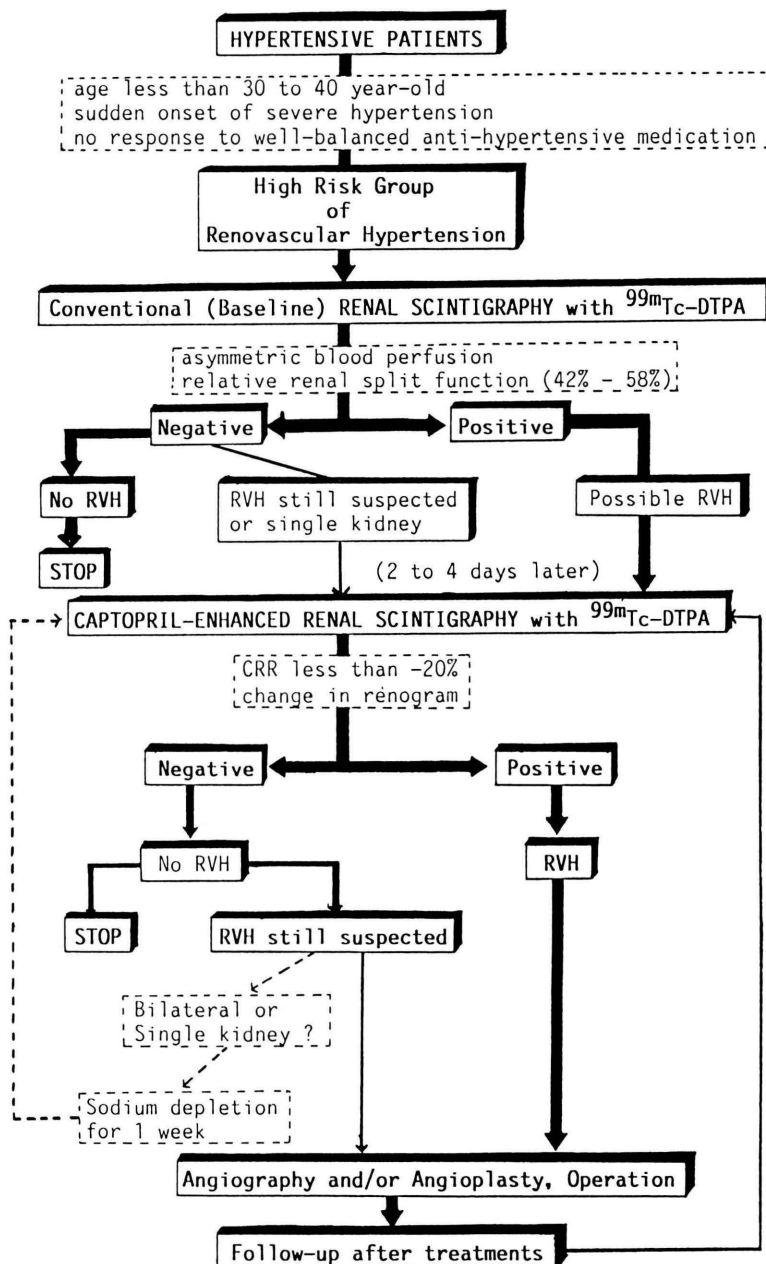 HYPERTENSIVE PATIENTS
age less than 30 to 40 year-old
sudden onset of severe hypertension
no response to well-balanced anti-hypertensive medication
High Risk Group
of
Renovascular Hypertension
Conventional (Baseline) RENAL SCINTIGRAPHY with 99mTc-DTPA
asymmetric blood perfusion
relative renal split function (42% - 58%)
Negative
Positive
No RVH
RVH still suspected
or single kidney
Possible RVH
STOP
(2 to 4 days later)
CAPTOPRIL-ENHANCED RENAL SCINTIGRAPHY with 99mTc-DTPA
CRR less than -20%
change in renogram
Negative
Positive
No RVH
RVH
STOP
RVH still suspected
Bilateral or
Single kidney ?
Sodium depletion
for 1 week
Angiography and/or Angioplasty, Operation
Follow-up after treatments